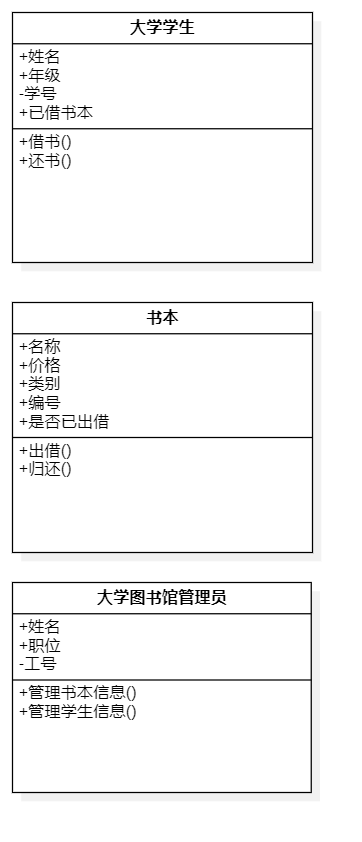 大学学生
+姓名
+年级
-学号
+已借书本
+借书()
+还书()
书本
+名称
+价格
+类别
+编号
+是否已出借
+出借()
+归还()
大学图书馆管理员
+姓名
+职位
-工号
+管理书本信息()
+管理学生信息()